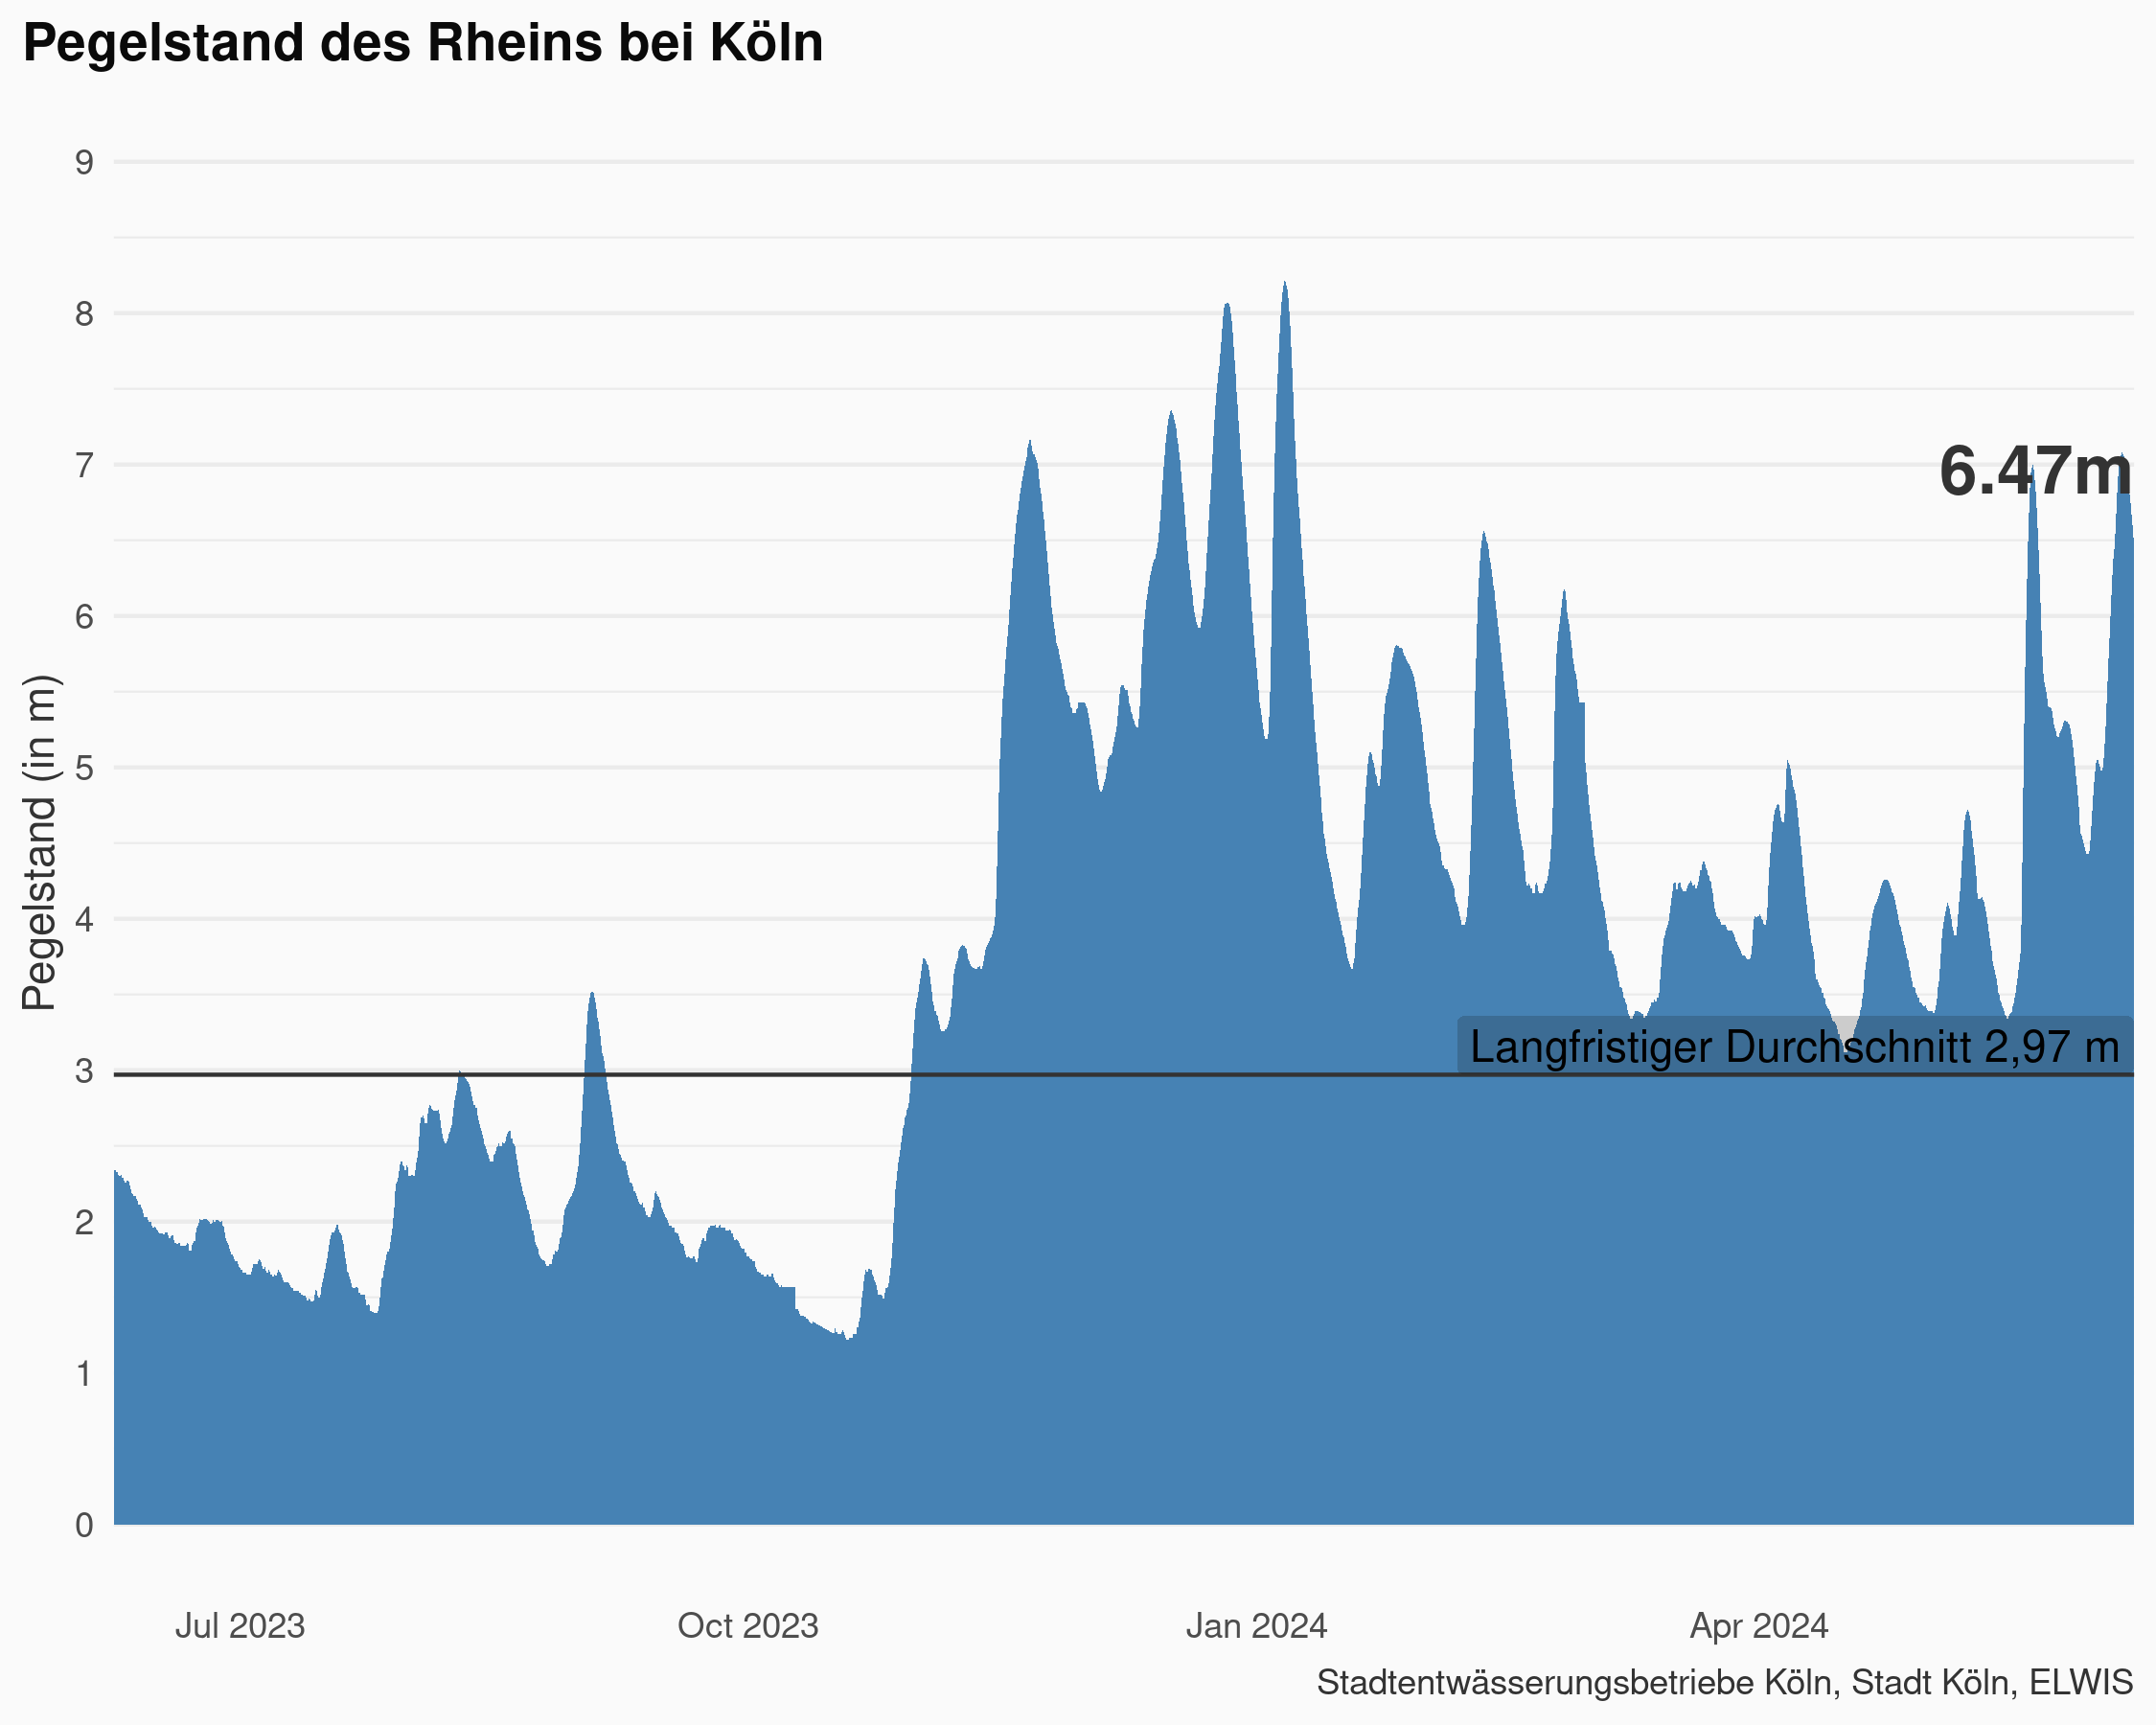 Pegelstand des Rheins bei Köln
9
8
7
6.47m
6
5
4
Langfristiger Durchschnitt 2,97 m
3
2
1
0
Pegelstand (in m)
Jul 2023 Oct 2023 Jan 2024 Apr 2024
Stadtentwässerungsbetriebe Köln, Stadt Köln, ELWIS